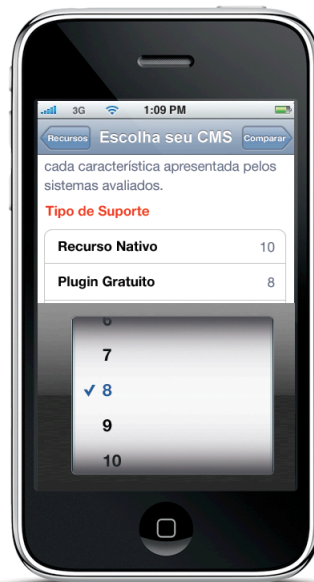 3G 1:09 PM
Recursos Escolha seu CMS Comparar
cada característica apresentada pelos
sistemas avaliados.
Tipo de Suporte
Recurso Nativo 10
Plugin Gratuito 8
6
7
8
9
10